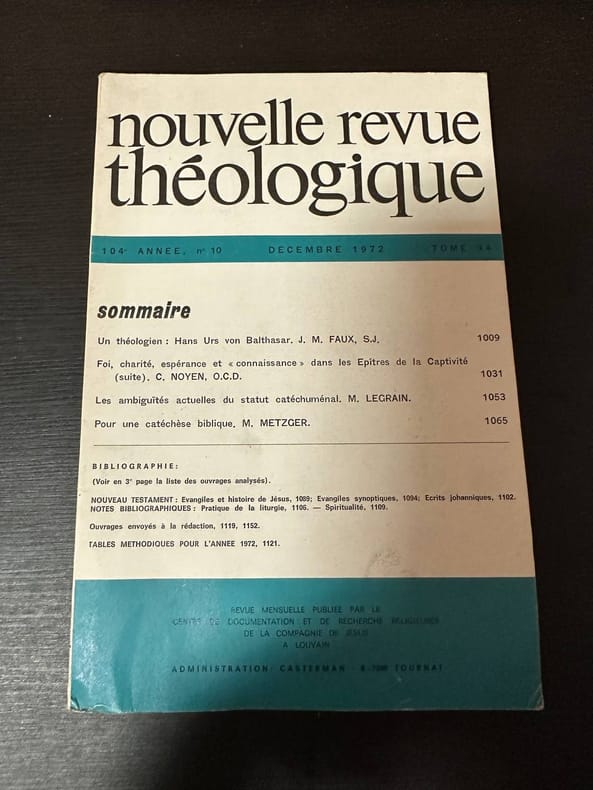 nouvelle revue
théologique
104e ANNEE, n° 10 DECEMBRE 1972 TOME 94
sommaire
Un théologien : Hans Urs von Balthasar. J. M. FAUX, S.J. 1009
Foi, charité, espérance et « connaissance » dans les Epîtres de la Captivité
(suite). C. NOYEN, O.C.D. 1031
Les ambiguïtés actuelles du statut catéchuménal. M. LEGRAIN. 1053
Pour une catéchèse biblique. M. METZGER. 1065
BIBLIOGRAPHIE :
(Voir en 3e page la liste des ouvrages analysés).
NOUVEAU TESTAMENT : Evangiles et histoire de Jésus, 1089; Evangiles synoptiques, 1094; Ecrits johanniques, 1102.
NOTES BIBLIOGRAPHIQUES : Pratique de la liturgie, 1106. — Spiritualité, 1109.
Ouvrages envoyés à la rédaction, 1119, 1152.
TABLES METHODIQUES POUR L'ANNEE 1972, 1121.
REVUE MENSUELLE PUBLIEE PAR LE
CENTRE DE DOCUMENTATION ET DE RECHERCHE RELIGIEUSES
DE LA COMPAGNIE DE JESUS
A LOUVAIN
ADMINISTRATION CASTERMAN - B-7500 TOURNAI